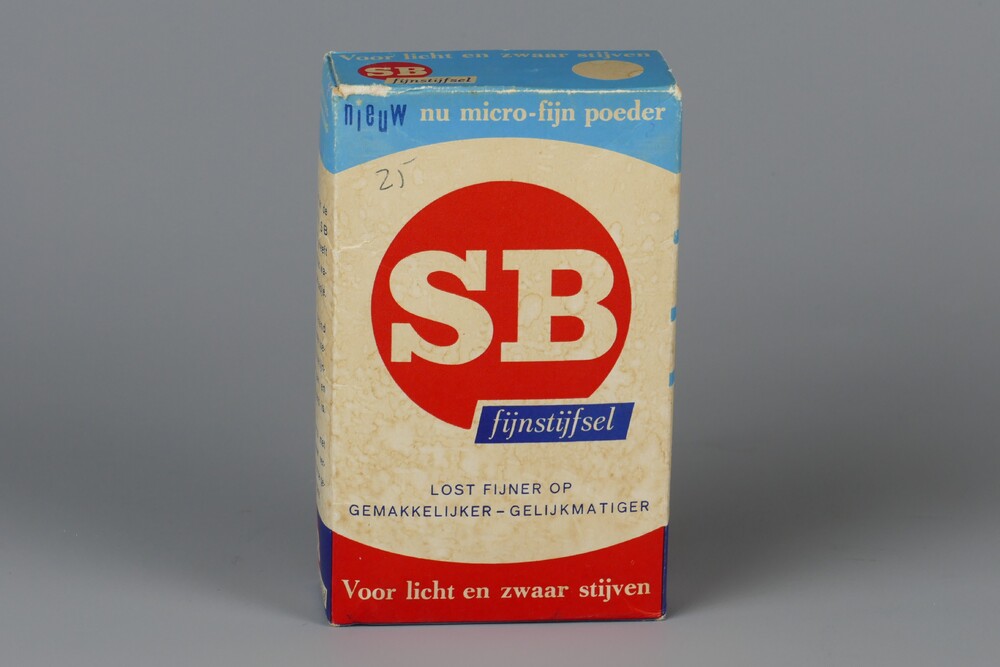 Voor licht en zwaar stijven
SB
fijnstijfsel
nieuw nu micro-fijn poeder
25
SB
fijnstijfsel
LOST FIJNER OP
GEMAKKELIJKER – GELIJKMATIGER
Voor licht en zwaar stijven